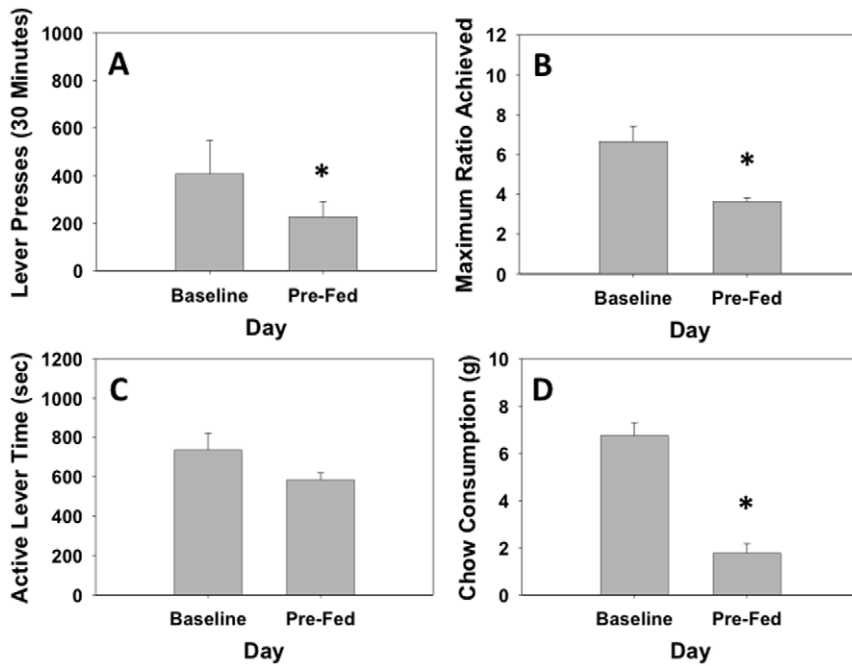 A
Lever Presses (30 Minutes)
1000
800
600
400
200
0
*
Baseline Pre-Fed
Day
B
Maximum Ratio Achieved
12
10
8
6
4
2
0
*
Baseline Pre-Fed
Day
C
Active Lever Time (sec)
1200
1000
800
600
400
200
0
Baseline Pre-Fed
Day
D
Chow Consumption (g)
10
8
6
4
2
0
*
Baseline Pre-Fed
Day